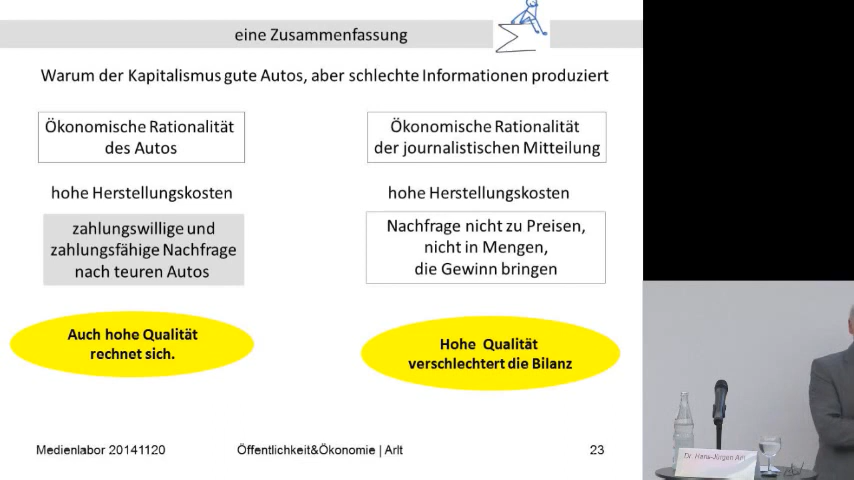 eine Zusammenfassung
Warum der Kapitalismus gute Autos, aber schlechte Informationen produziert
Ökonomische Rationalität
des Autos
hohe Herstellungskosten
zahlungswillige und
zahlungsfähige Nachfrage
nach teuren Autos
Auch hohe Qualität
rechnet sich.
Ökonomische Rationalität
der journalistischen Mitteilung
hohe Herstellungskosten
Nachfrage nicht zu Preisen,
nicht in Mengen,
die Gewinn bringen
Hohe Qualität
verschlechtert die Bilanz
Medienlabor 20141120
Öffentlichkeit&Ökonomie | Arlt
23
Dr. Hans-Jürgen Arlt